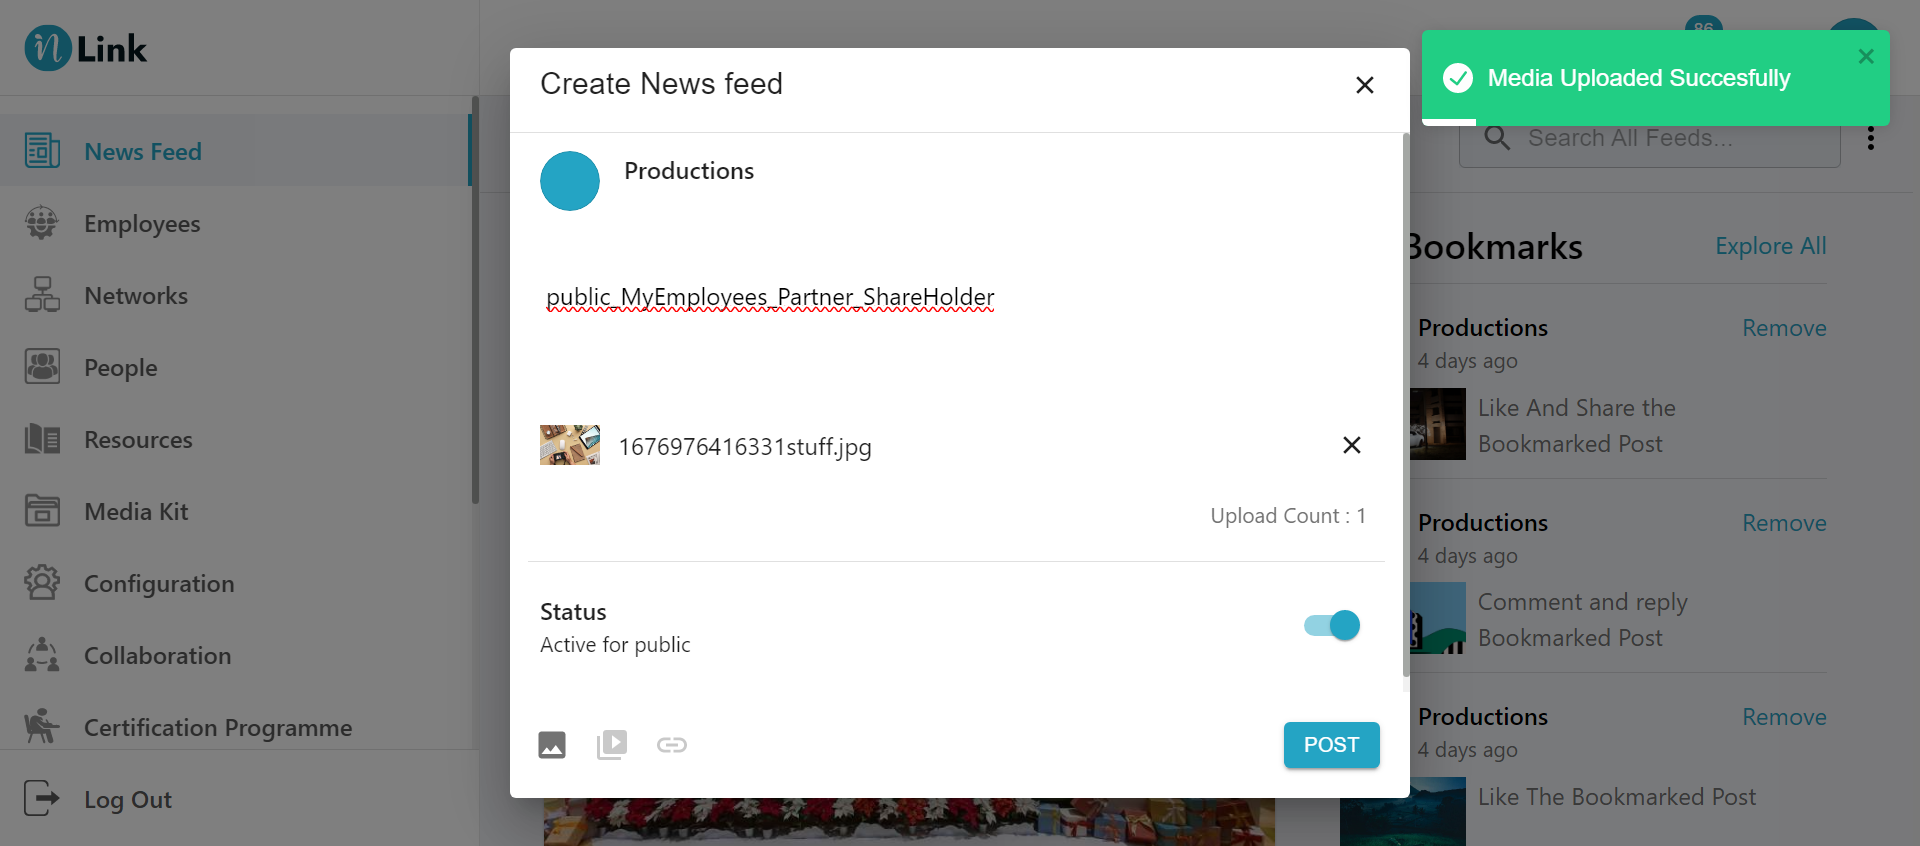 in Link
News Feed
Employees
Networks
People
Resources
Media Kit
Configuration
Collaboration
Certification Programme
Log Out
Create News feed
Productions
public_MyEmployees_Partner_ShareHolder
1676976416331stuff.jpg
Upload Count : 1
Status
Active for public
POST
86
Media Uploaded Succesfully
Search All Feeds...
Bookmarks
Explore All
Productions
Remove
4 days ago
Like And Share the
Bookmarked Post
Productions
Remove
4 days ago
Comment and reply
Bookmarked Post
Productions
Remove
4 days ago
Like The Bookmarked Post